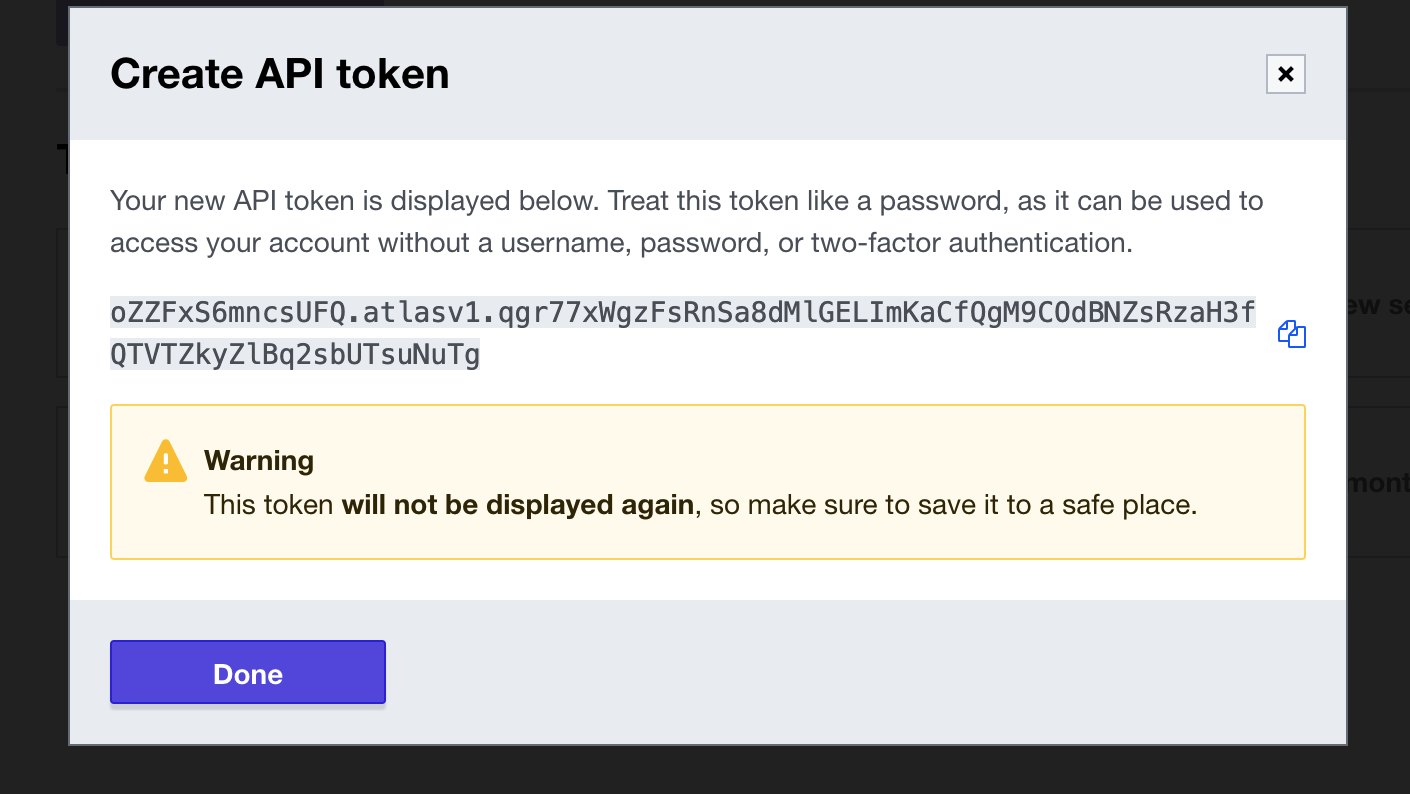 Create API token
Your new API token is displayed below. Treat this token like a password, as it can be used to
access your account without a username, password, or two-factor authentication.
oZZFxS6mncsUFQ.atlasv1.qgr77xWgzFsRnSa8dMlGELImKaCfQgM9COdBNZsRzaH3f
QTVTZkyZlBq2sbUTsuNuTg
Warning
This token will not be displayed again, so make sure to save it to a safe place.
Done